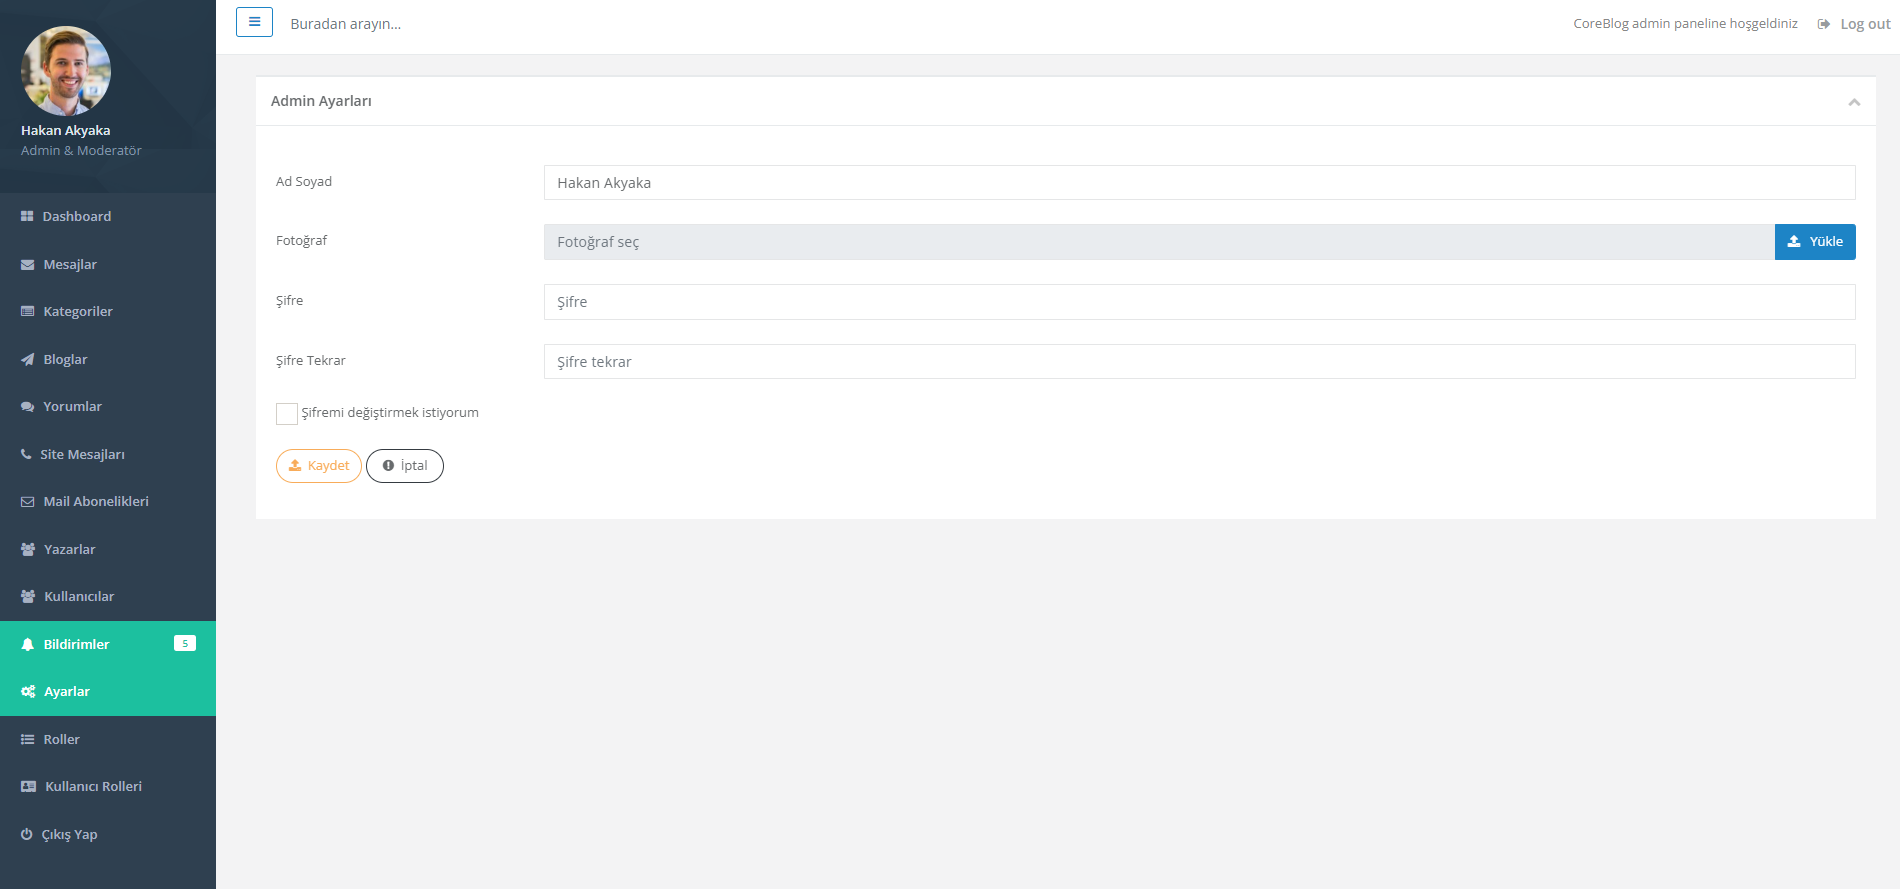 Hakan Akyaka
Admin & Moderatör
Dashboard
Mesajlar
Kategoriler
Bloglar
Yorumlar
Site Mesajları
Mail Abonelikleri
Yazarlar
Kullanıcılar
Bildirimler 5
Ayarlar
Roller
Kullanıcı Rolleri
Çıkış Yap
Buradan arayın...
CoreBlog admin paneline hoşgeldiniz Log out
Admin Ayarları
Ad Soyad Hakan Akyaka
Fotoğraf Fotoğraf seç Yükle
Şifre Şifre
Şifre Tekrar Şifre tekrar
Şifremi değiştirmek istiyorum
Kaydet İptal